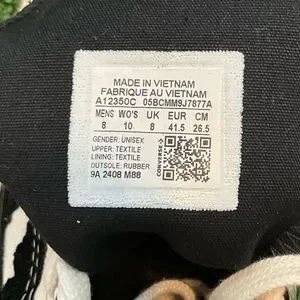 MADE IN VIETNAM
FABRIQUE AU VIETNAM
A12350C 05BCMM9J7877A
MENS WO'S UK EUR CM
8 10 8 41.5 26.5
GENDER: UNISEX
UPPER: TEXTILE
LINING: TEXTILE
OUTSOLE: RUBBER
9A 2408 M88
CONVERSE